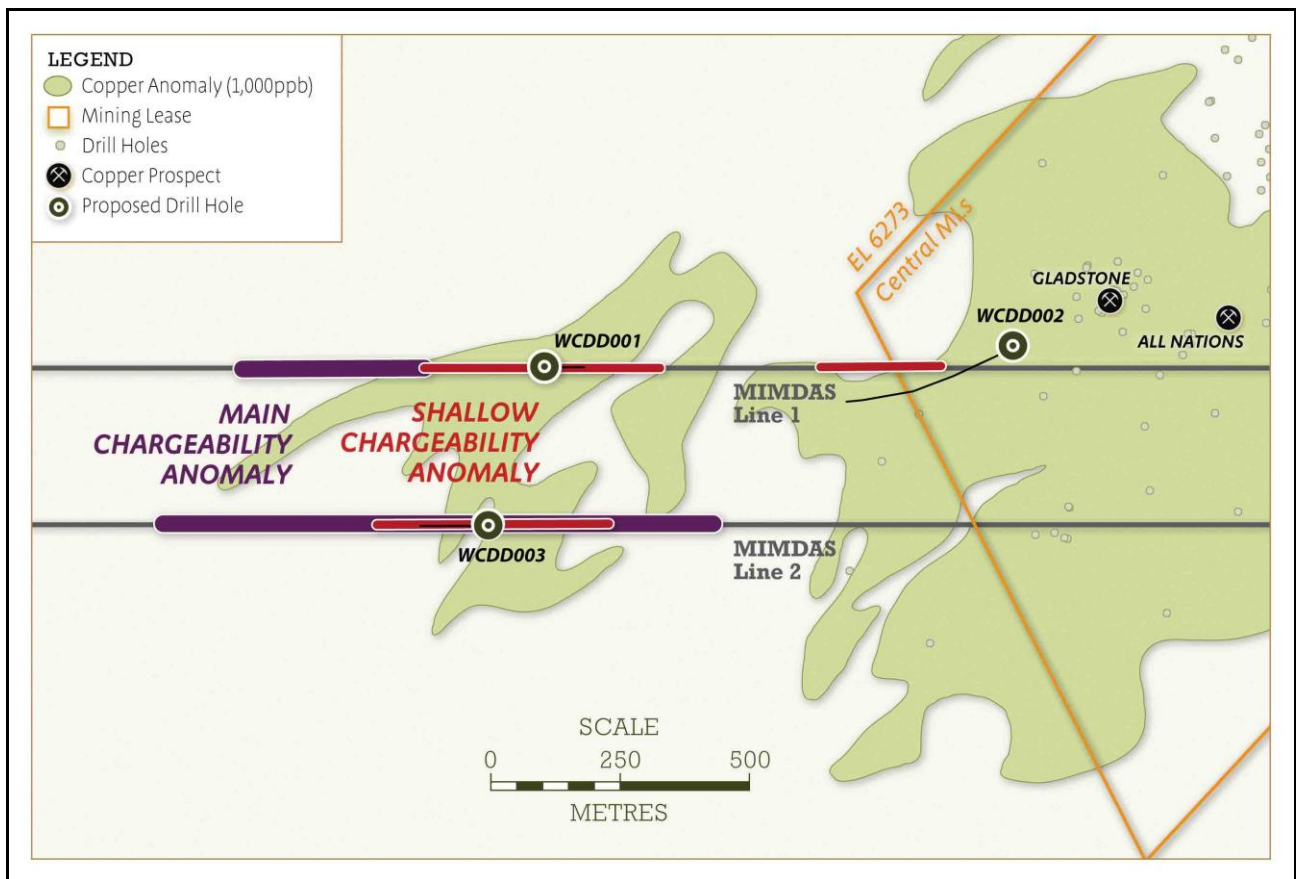 LEGEND
Copper Anomaly (1,000ppb)
Mining Lease
Drill Holes
Copper Prospect
Proposed Drill Hole
EL 6273
Central MLs
GLADSTONE
WCDD002
ALL NATIONS
WCDD001
MIMDAS
Line 1
MAIN
CHARGEABILITY
ANOMALY
SHALLOW
CHARGEABILITY
ANOMALY
WCDD003
MIMDAS
Line 2
SCALE
0 250 500
METRES